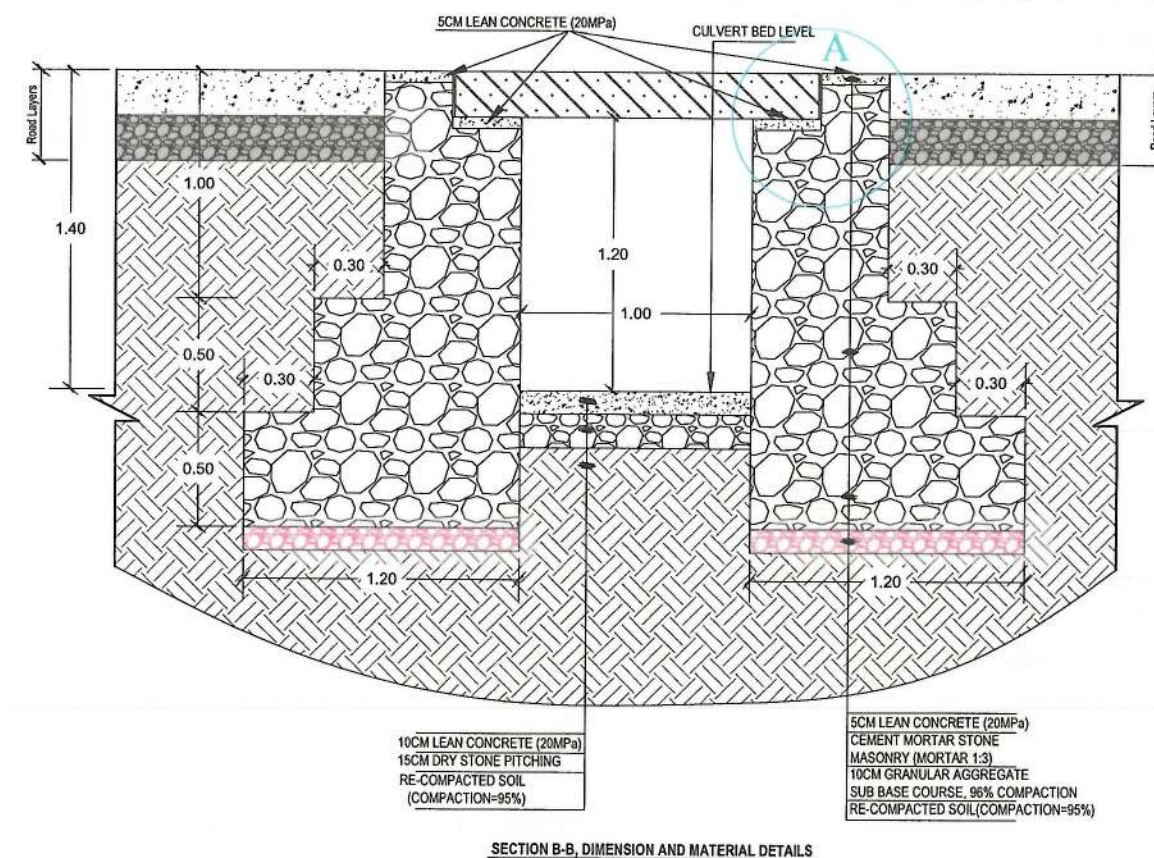 5CM LEAN CONCRETE (20MPa)
CULVERT BED LEVEL
A
Road Layers
1.00
1.40
0.30
1.20
0.30
1.00
0.50
0.30
0.30
0.50
1.20
1.20
10CM LEAN CONCRETE (20MPa)
15CM DRY STONE PITCHING
RE-COMPACTED SOIL
(COMPACTION=95%)
5CM LEAN CONCRETE (20MPa)
CEMENT MORTAR STONE
MASONRY (MORTAR 1:3)
10CM GRANULAR AGGREGATE
SUB BASE COURSE, 96% COMPACTION
RE-COMPACTED SOIL(COMPACTION=95%)
SECTION B-B, DIMENSION AND MATERIAL DETAILS